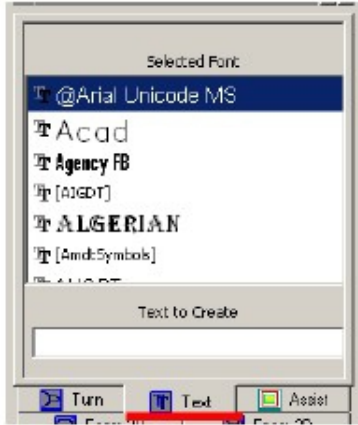 Selected Font
@Arial Unicode MS
Acad
Agency FB
[AIGDT]
ALGERIAN
[AmdtSymbols]
Text to Create
Turn Text Assist